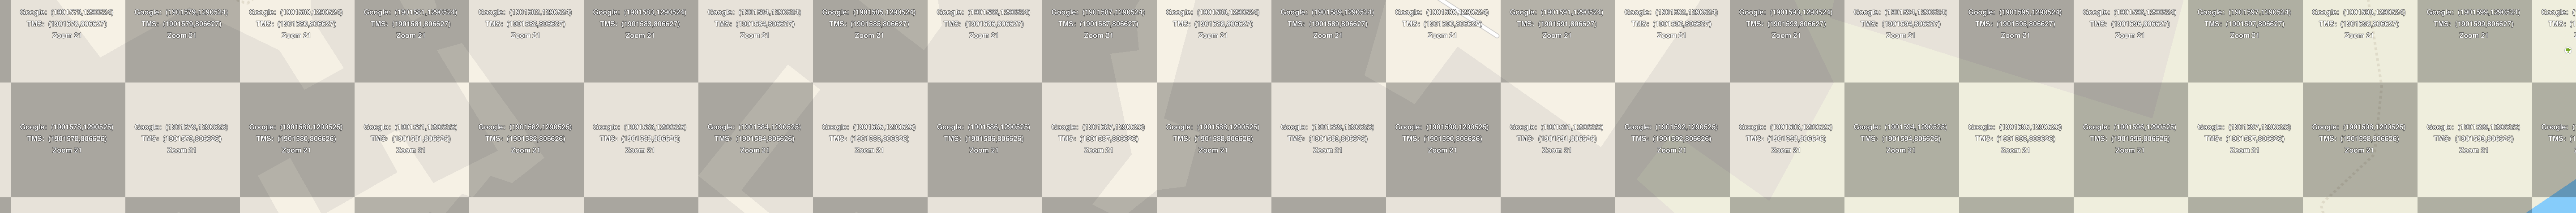 Google: (1901578,1290524)
TMS: (1901578,806627)
Zoom 21
Google: (1901579,1290524)
TMS: (1901579,806627)
Zoom 21
Google: (1901580,1290524)
TMS: (1901580,806627)
Zoom 21
Google: (1901581,1290524)
TMS: (1901581,806627)
Zoom 21
Google: (1901582,1290524)
TMS: (1901582,806627)
Zoom 21
Google: (1901583,1290524)
TMS: (1901583,806627)
Zoom 21
Google: (1901584,1290524)
TMS: (1901584,806627)
Zoom 21
Google: (1901585,1290524)
TMS: (1901585,806627)
Zoom 21
Google: (1901586,1290524)
TMS: (1901586,806627)
Zoom 21
Google: (1901587,1290524)
TMS: (1901587,806627)
Zoom 21
Google: (1901588,1290524)
TMS: (1901588,806627)
Zoom 21
Google: (1901589,1290524)
TMS: (1901589,806627)
Zoom 21
Google: (1901590,1290524)
TMS: (1901590,806627)
Zoom 21
Google: (1901591,1290524)
TMS: (1901591,806627)
Zoom 21
Google: (1901592,1290524)
TMS: (1901592,806627)
Zoom 21
Google: (1901593,1290524)
TMS: (1901593,806627)
Zoom 21
Google: (1901594,1290524)
TMS: (1901594,806627)
Zoom 21
Google: (1901595,1290524)
TMS: (1901595,806627)
Zoom 21
Google: (1901596,1290524)
TMS: (1901596,806627)
Zoom 21
Google: (1901597,1290524)
TMS: (1901597,806627)
Zoom 21
Google: (1901598,1290524)
TMS: (1901598,806627)
Zoom 21
Google: (1901599,1290524)
TMS: (1901599,806627)
Zoom 21
Google: (1901578,1290525)
TMS: (1901578,806626)
Zoom 21
Google: (1901579,1290525)
TMS: (1901579,806626)
Zoom 21
Google: (1901580,1290525)
TMS: (1901580,806626)
Zoom 21
Google: (1901581,1290525)
TMS: (1901581,806626)
Zoom 21
Google: (1901582,1290525)
TMS: (1901582,806626)
Zoom 21
Google: (1901583,1290525)
TMS: (1901583,806626)
Zoom 21
Google: (1901584,1290525)
TMS: (1901584,806626)
Zoom 21
Google: (1901585,1290525)
TMS: (1901585,806626)
Zoom 21
Google: (1901586,1290525)
TMS: (1901586,806626)
Zoom 21
Google: (1901587,1290525)
TMS: (1901587,806626)
Zoom 21
Google: (1901588,1290525)
TMS: (1901588,806626)
Zoom 21
Google: (1901589,1290525)
TMS: (1901589,806626)
Zoom 21
Google: (1901590,1290525)
TMS: (1901590,806626)
Zoom 21
Google: (1901591,1290525)
TMS: (1901591,806626)
Zoom 21
Google: (1901592,1290525)
TMS: (1901592,806626)
Zoom 21
Google: (1901593,1290525)
TMS: (1901593,806626)
Zoom 21
Google: (1901594,1290525)
TMS: (1901594,806626)
Zoom 21
Google: (1901595,1290525)
TMS: (1901595,806626)
Zoom 21
Google: (1901596,1290525)
TMS: (1901596,806626)
Zoom 21
Google: (1901597,1290525)
TMS: (1901597,806626)
Zoom 21
Google: (1901598,1290525)
TMS: (1901598,806626)
Zoom 21
Google: (1901599,1290525)
TMS: (1901599,806626)
Zoom 21